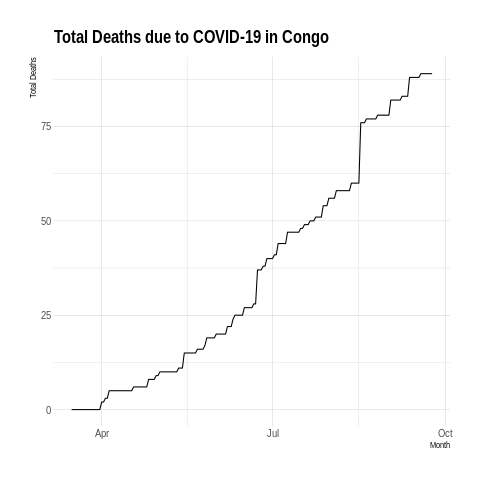 Total Deaths due to COVID-19 in Congo
Total Deaths
75
50
25
0
Apr Jul Oct
Month